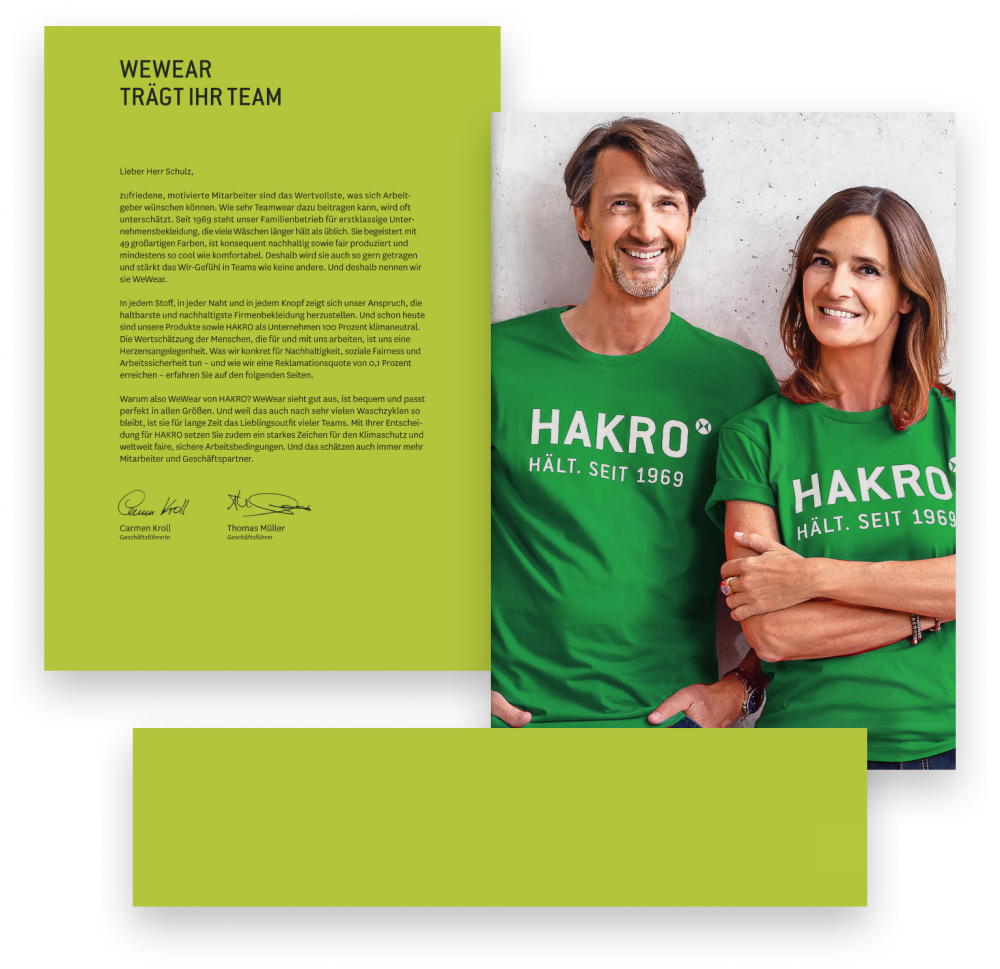 WEWEAR
TRÄGT IHR TEAM
Lieber Herr Schulz,
zufriedene, motivierte Mitarbeiter sind das Wertvollste, was sich Arbeit-
geber wünschen können. Wie sehr Teamwear dazu beitragen kann, wird oft
unterschätzt. Seit 1969 steht unser Familienbetrieb für erstklassige Unter-
nehmensbekleidung, die viele Wäschen länger hält als üblich. Sie begeistert mit
49 großartigen Farben, ist konsequent nachhaltig sowie fair produziert und
mindestens so cool wie komfortabel. Deshalb wird sie auch so gern getragen
und stärkt das Wir-Gefühl in Teams wie keine andere. Und deshalb nennen wir
sie WeWear.
In jedem Stoff, in jeder Naht und in jedem Knopf zeigt sich unser Anspruch, die
haltbarste und nachhaltigste Firmenbekleidung herzustellen. Und schon heute
sind unsere Produkte sowie HAKRO als Unternehmen 100 Prozent klimaneutral.
Die Wertschätzung der Menschen, die für und mit uns arbeiten, ist uns eine
Herzensangelegenheit. Was wir konkret für Nachhaltigkeit, soziale Fairness und
Arbeitssicherheit tun – und wie wir eine Reklamationsquote von 0,1 Prozent
erreichen – erfahren Sie auf den folgenden Seiten.
Warum also WeWear von HAKRO? WeWear sieht gut aus, ist bequem und passt
perfekt in allen Größen. Und weil das auch nach sehr vielen Waschzyklen so
bleibt, ist sie für lange Zeit das Lieblingsoutfit vieler Teams. Mit Ihrer Entschei-
dung für HAKRO setzen Sie zudem ein starkes Zeichen für den Klimaschutz und
weltweit faire, sichere Arbeitsbedingungen. Und das schätzen auch immer mehr
Mitarbeiter und Geschäftspartner.
Carmen Kroll
Carmen Kroll
Geschäftsführerin
Thomas Müller
Geschäftsführer
HAKRO
HÄLT. SEIT 1969
HAKRO
HÄLT. SEIT 1969